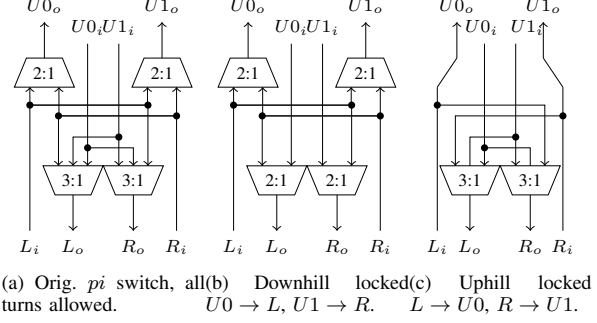 U0ₒ U1ₒ U0ₒ U1ₒ U0ₒ U1ₒ
U0ᵢU1ᵢ U0ᵢU1ᵢ U0ᵢ U1ᵢ
2:1 2:1 2:1 2:1
3:1 3:1 2:1 2:1 3:1 3:1
Lᵢ Lₒ Rₒ Rᵢ Lᵢ Lₒ Rₒ Rᵢ Lᵢ Lₒ Rₒ Rᵢ
(a) Orig. pi switch, all
turns allowed.
(b) Downhill locked
U0 → L, U1 → R.
(c) Uphill locked
L → U0, R → U1.